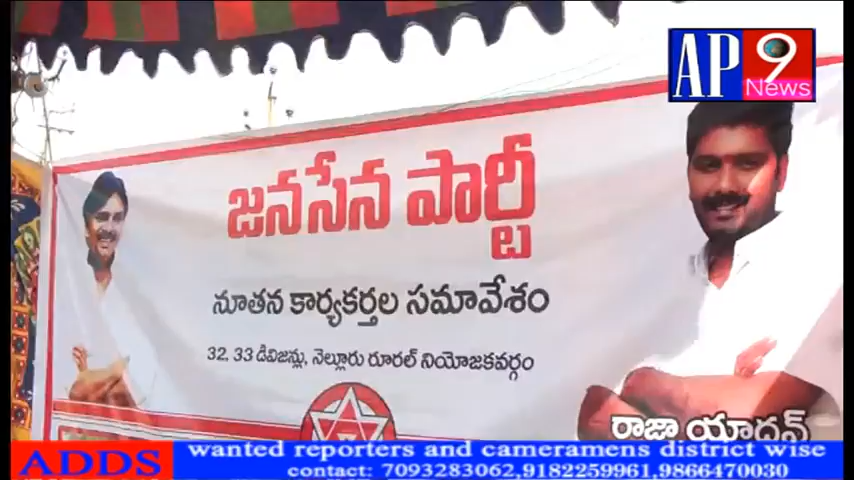 AP 9 News
జనసేన పార్టీ
నూతన కార్యకర్తల సమావేశం
32, 33 డివిజన్లు, నెల్లూరు రూరల్ నియోజకవర్గం
రాజా యాదవ్
ADDS wanted reporters and cameramens district wise
contact: 7093283062,9182259961,9866470030